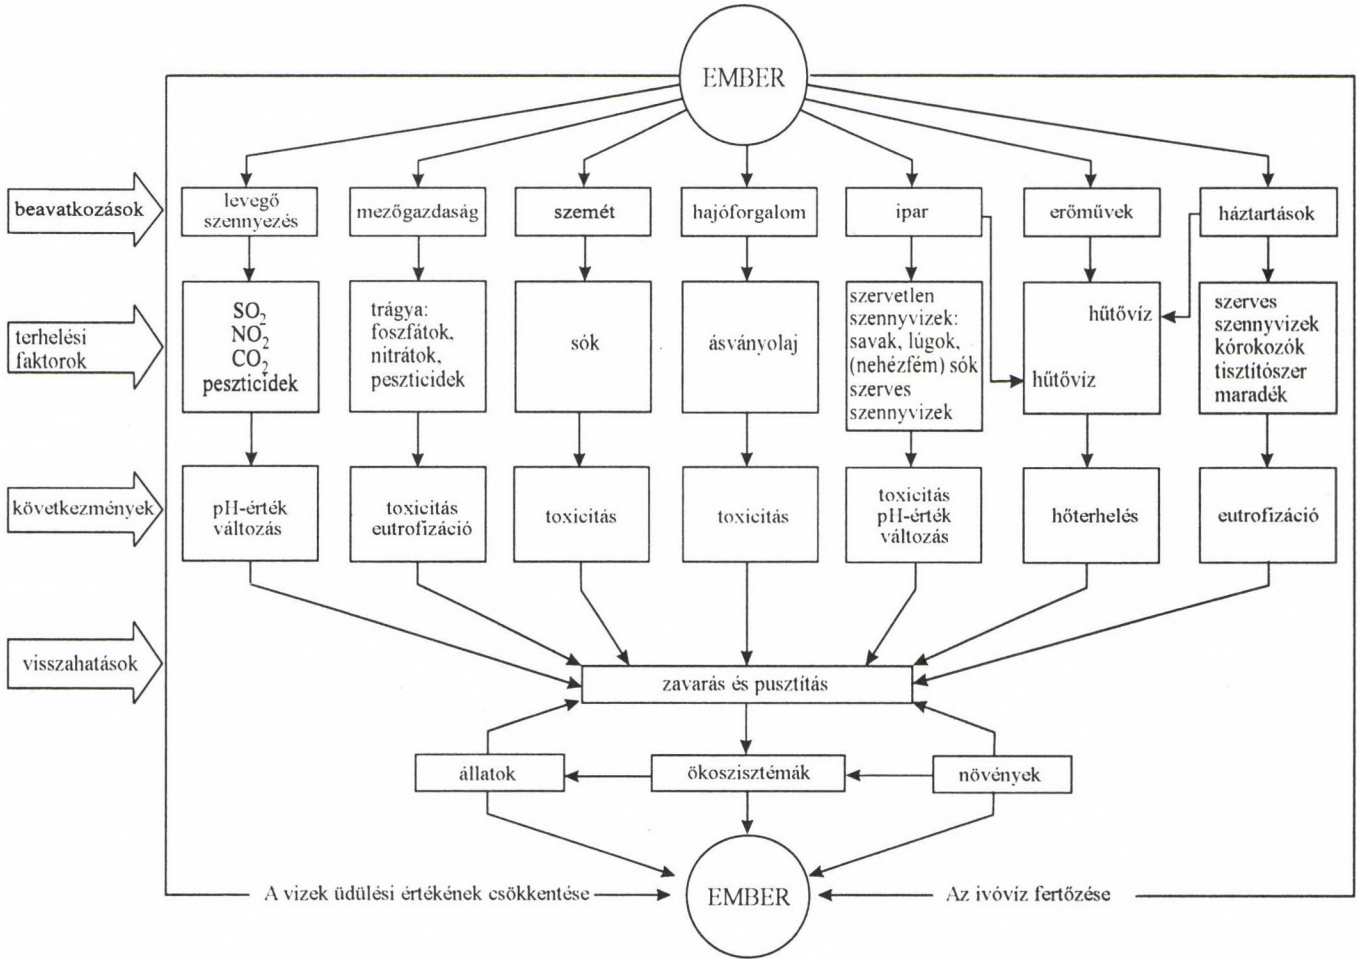 EMBER
beavatkozások
levegő
szennyezés
mezőgazdaság
szemét
hajóforgalom
ipar
erőművek
háztartások
terhelési
faktorok
SO2
NO2
CO2
peszticidek
trágya:
foszfátok,
nitrátok,
peszticidek
sók
ásványolaj
szervetlen
szennyvizek:
savak, lúgok,
(nehézfém) sók
szerves
szennyvizek
hűtővíz
hűtővíz
szerves
szennyvizek
kórokozók
tisztítószer
maradék
következmények
pH-érték
változás
toxicitás
eutrofizáció
toxicitás
toxicitás
toxicitás
pH-érték
változás
hőterhelés
eutrofizáció
visszahatások
zavarás és pusztítás
állatok
ökoszisztémák
növények
A vizek üdülési értékének csökkentése
EMBER
Az ivóvíz fertőzése